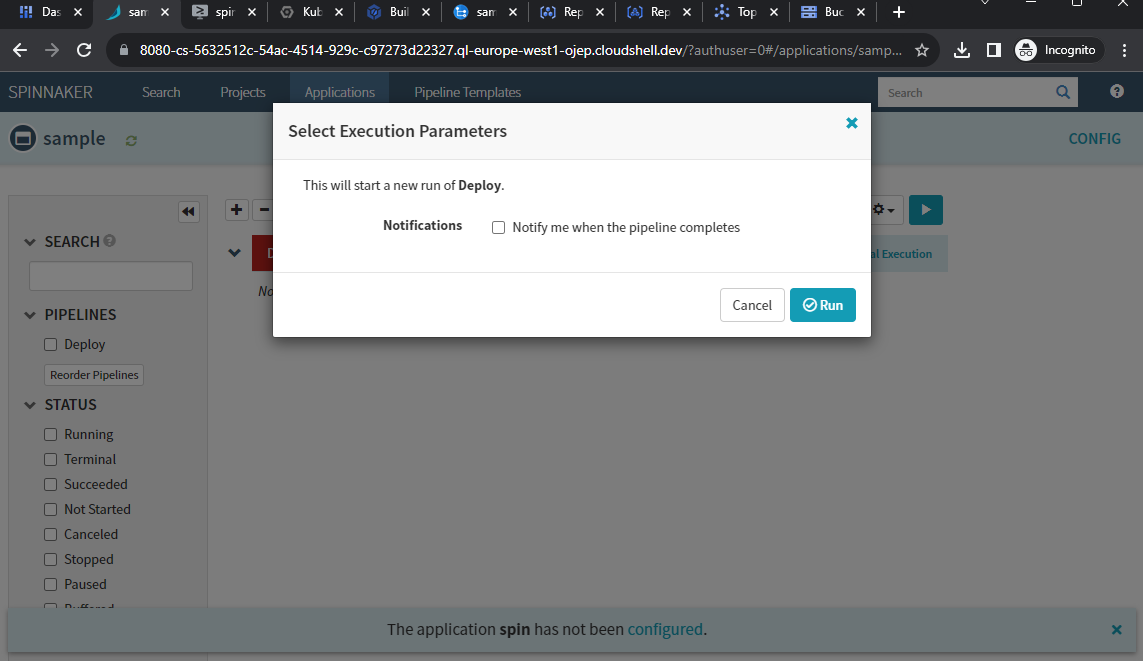 Das
sam
spin
Kub
Buil
sam
Rep
Rep
Top
Buc
8080-cs-5632512c-54ac-4514-929c-c97273d22327.ql-europe-west1-ojep.cloudshell.dev/?authuser=0#/applications/samp...
Incognito
SPINNAKER
Search
Projects
Applications
Pipeline Templates
Search
sample
CONFIG
Select Execution Parameters
This will start a new run of Deploy.
Notifications
Notify me when the pipeline completes
Cancel
Run
SEARCH
PIPELINES
Deploy
Reorder Pipelines
STATUS
Running
Terminal
Succeeded
Not Started
Canceled
Stopped
Paused
Buffered
D
al Execution
No
The application spin has not been configured.